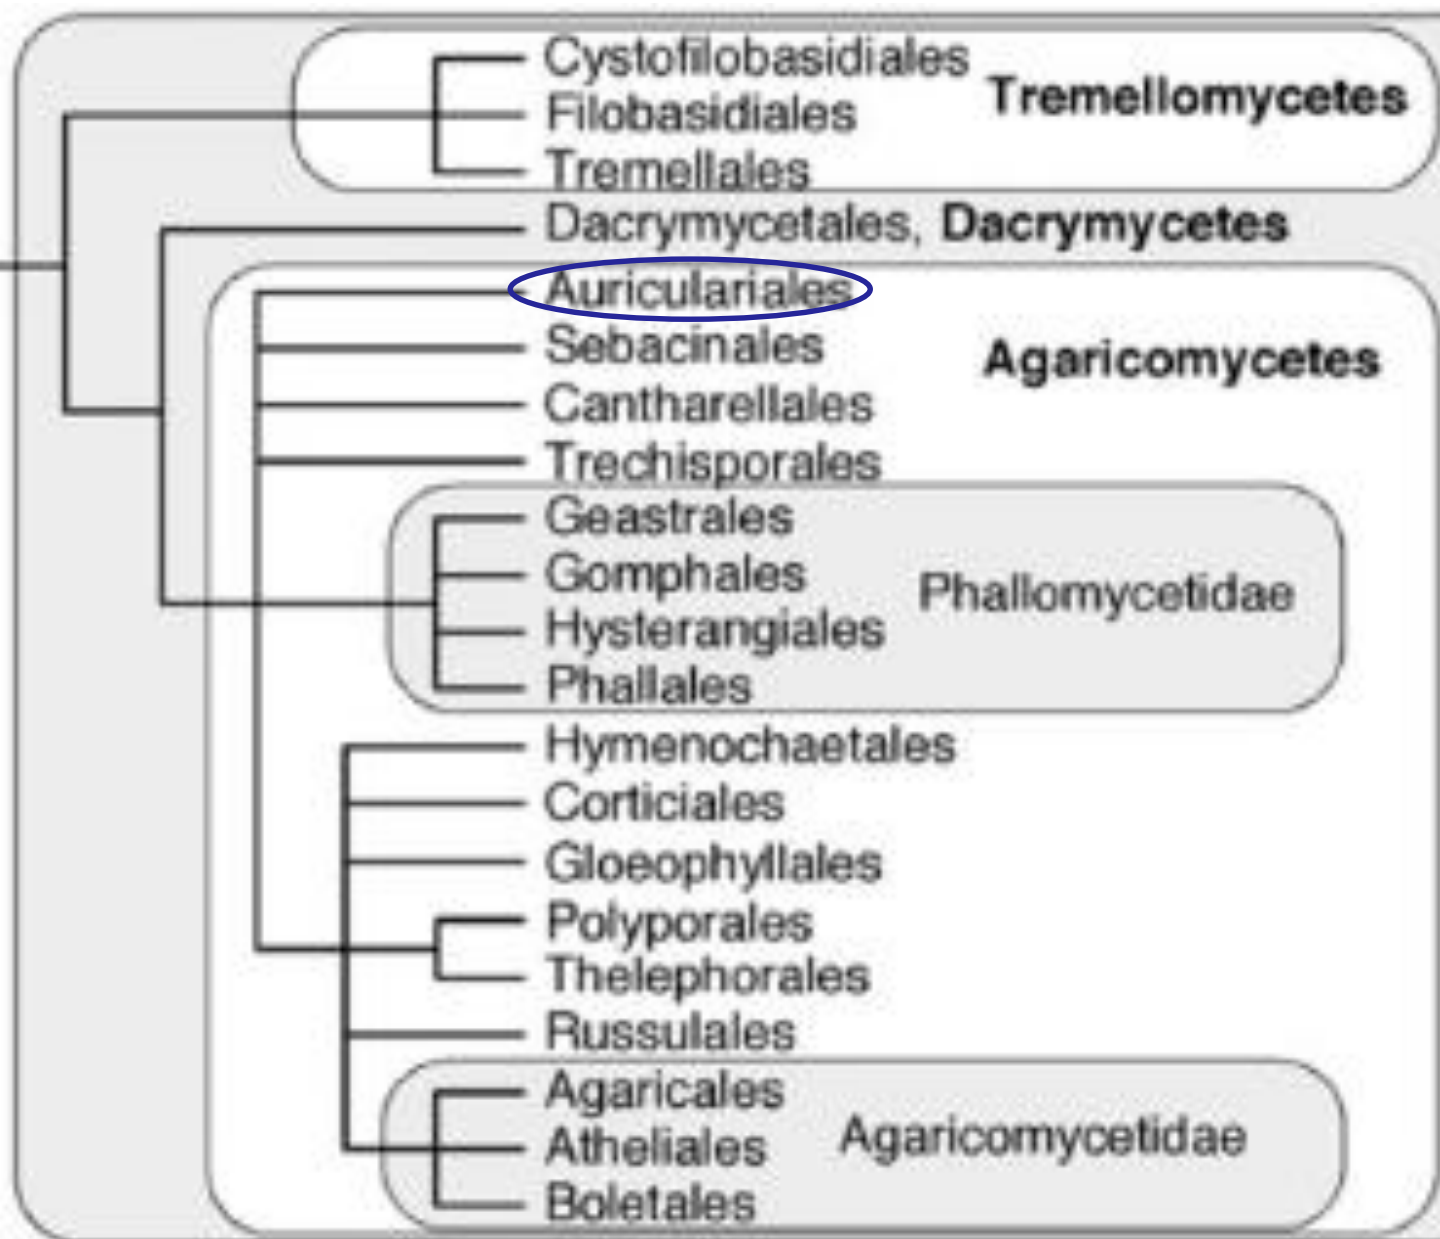 Cystofilobasidiales
Filobasidiales
Tremellales
Tremellomycetes
Dacrymycetales, Dacrymycetes
Auriculariales
Sebacinales
Cantharellales
Trechisporales
Agaricomycetes
Geastrales
Gomphales
Hysterangiales
Phallales
Phallomycetidae
Hymenochaetales
Corticiales
Gloeophyllales
Polyporales
Thelephorales
Russulales
Agaricales
Atheliales
Boletales
Agaricomycetidae